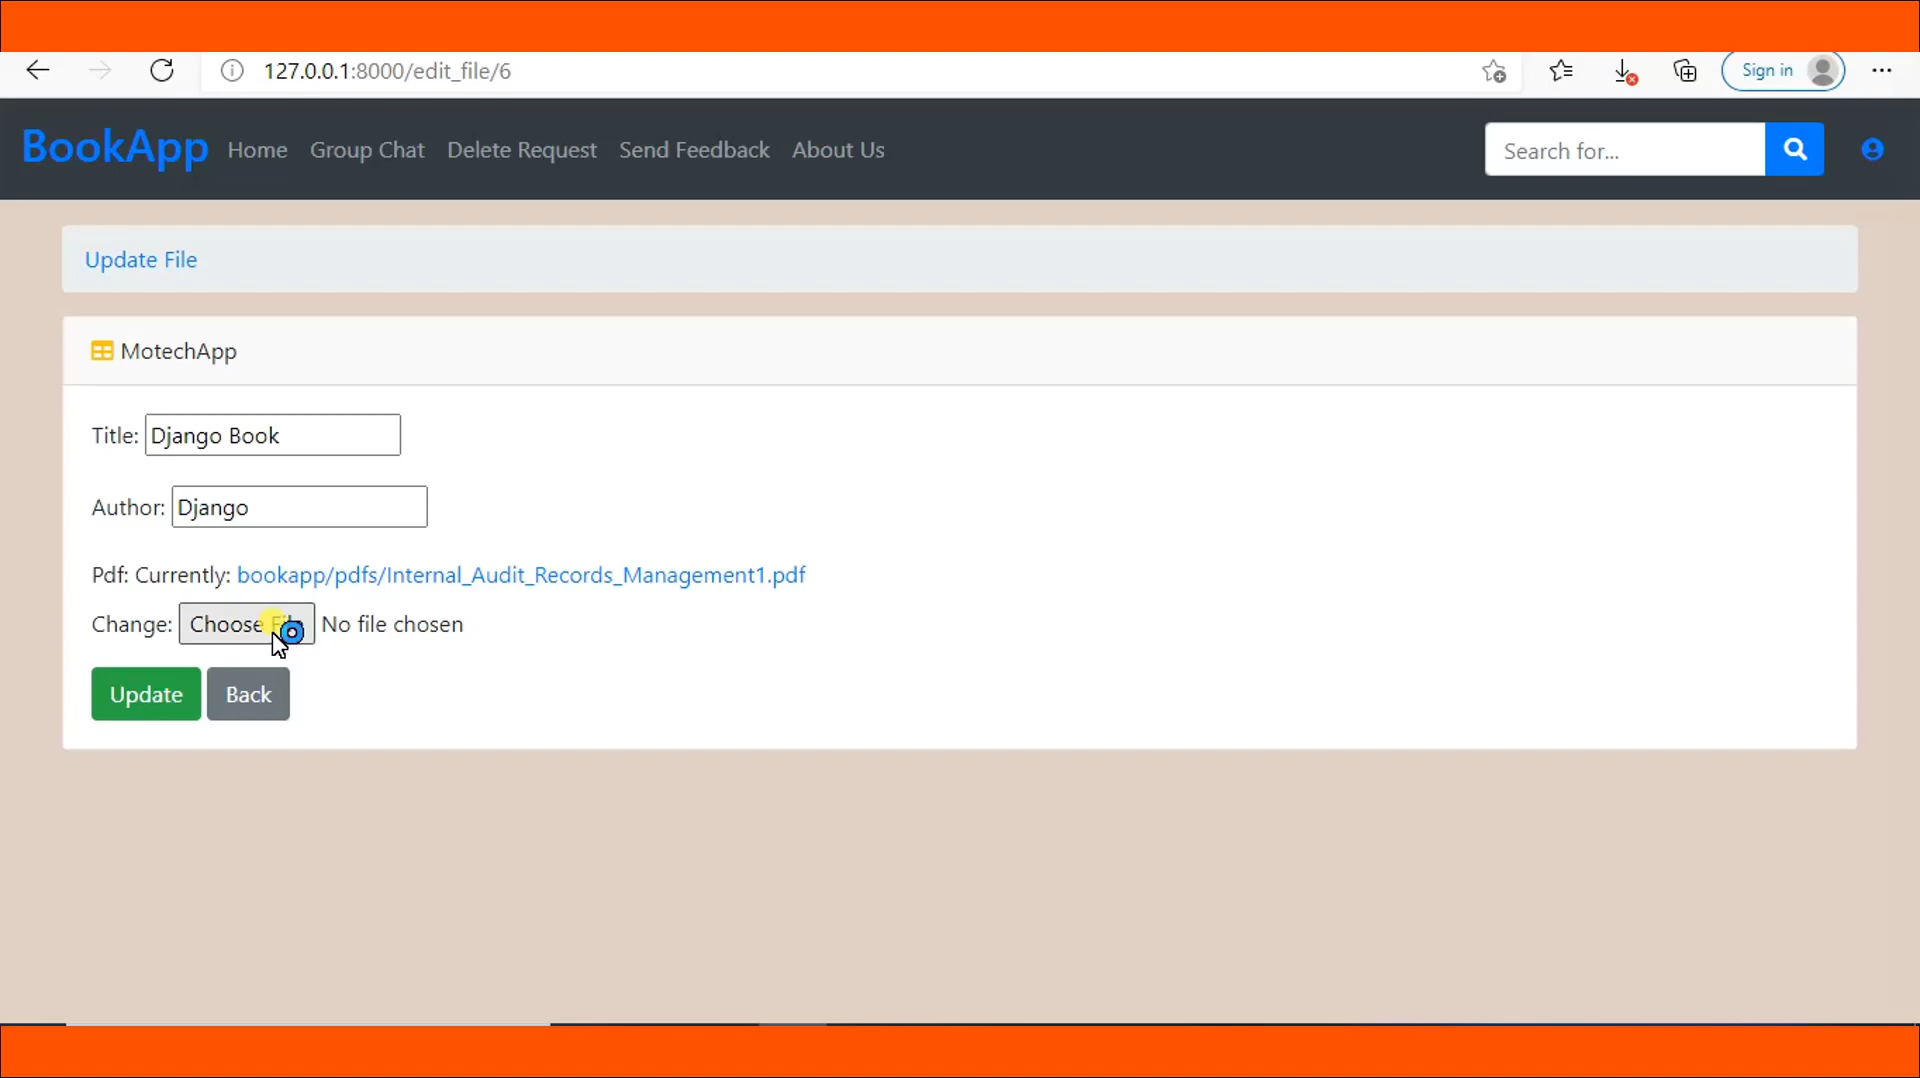 127.0.0.1:8000/edit_file/6
Sign in
BookApp Home Group Chat Delete Request Send Feedback About Us
Search for...
Update File
MotechApp
Title: Django Book
Author: Django
Pdf: Currently: bookapp/pdfs/Internal_Audit_Records_Management1.pdf
Change: Choose File No file chosen
Update Back